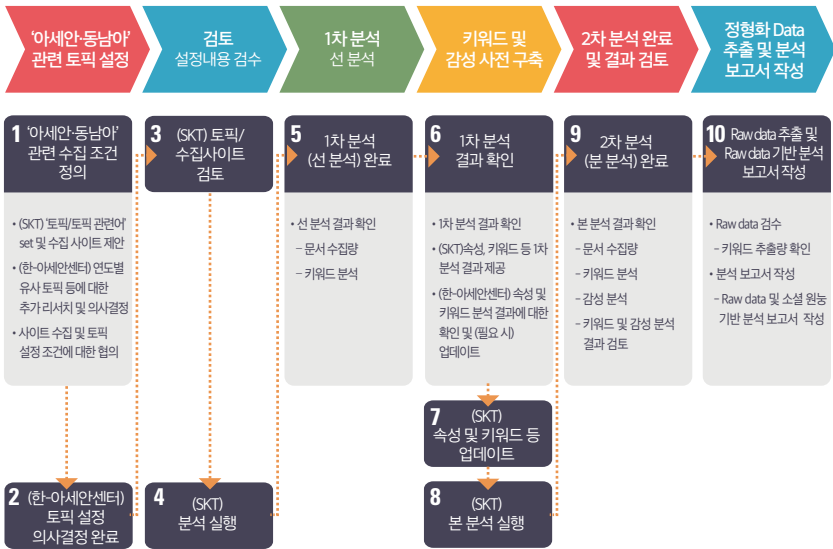 '아세안·동남아'
관련 토픽 설정
검토
설정내용 검수
1차 분석
선 분석
키워드 및
감성 사전 구축
2차 분석 완료
및 결과 검토
정형화 Data
추출 및 분석
보고서 작성
1 '아세안·동남아'
관련 수집 조건
정의
• (SKT) '토픽/토픽 관련어'
set 및 수집 사이트 제안
• (한-아세안센터) 연도별
유사 토픽 등에 대한
추가 리서치 및 의사결정
• 사이트 수집 및 토픽
설정 조건에 대한 협의
2 (한-아세안센터)
토픽 설정
의사결정 완료
3 (SKT) 토픽/
수집사이트
검토
4 (SKT)
분석 실행
5 1차 분석
(선 분석) 완료
• 선 분석 결과 확인
- 문서 수집량
- 키워드 분석
6 1차 분석
결과 확인
• 1차 분석 결과 확인
• (SKT)속성, 키워드 등 1차
분석 결과 제공
• (한-아세안센터) 속성 및
키워드 분석 결과에 대한
확인 및 (필요 시)
업데이트
7 (SKT)
속성 및 키워드 등
업데이트
8 (SKT)
본 분석 실행
9 2차 분석
(분 분석) 완료
• 본 분석 결과 확인
- 문서 수집량
- 키워드 분석
- 감성 분석
- 키워드 및 감성 분석
결과 검토
10 Raw data 추출 및
Raw data 기반 분석
보고서 작성
• Raw data 검수
- 키워드 추출량 확인
• 분석 보고서 작성
- Raw data 및 소셜 원눙
기반 분석 보고서 작성